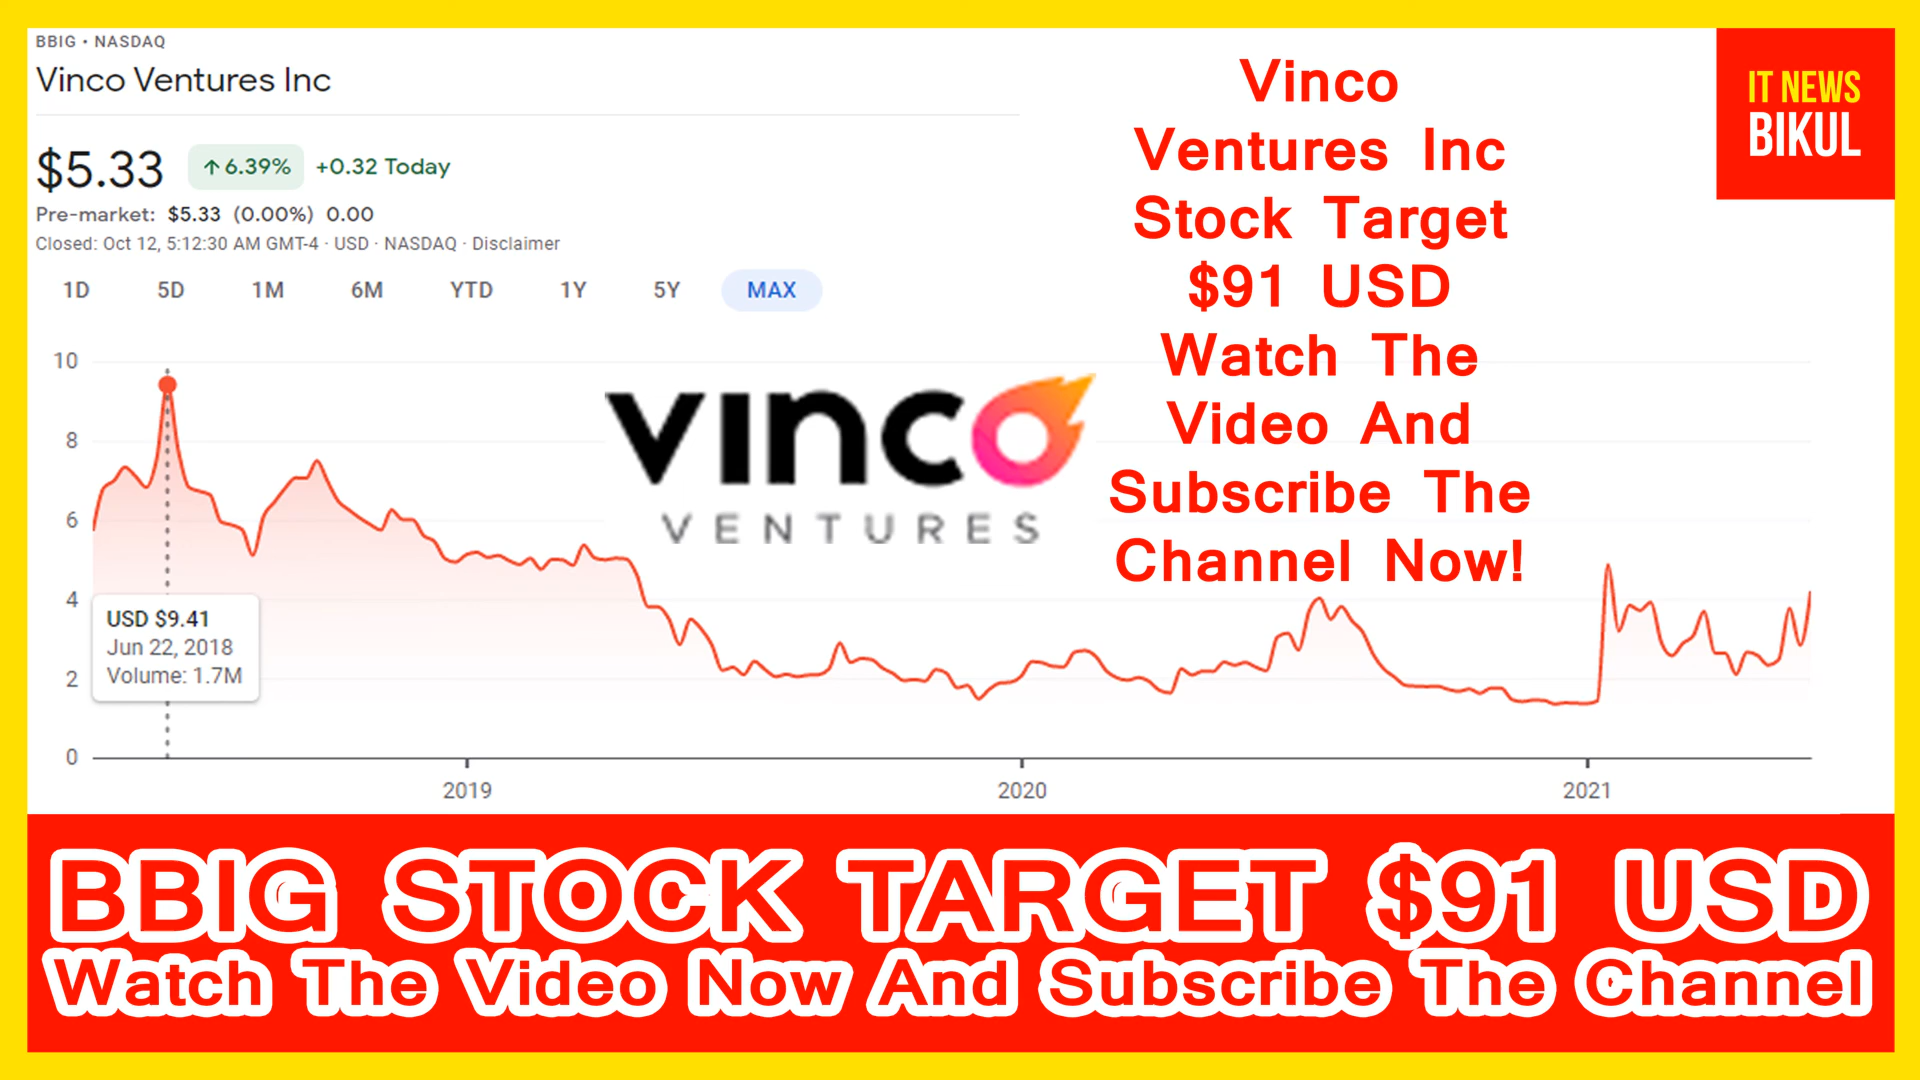 BBIG • NASDAQ
Vinco Ventures Inc
$5.33 ↑6.39% +0.32 Today
Pre-market: $5.33 (0.00%) 0.00
Closed: Oct 12, 5:12:30 AM GMT-4 · USD · NASDAQ · Disclaimer
1D 5D 1M 6M YTD 1Y 5Y MAX
Vinco
Ventures Inc
Stock Target
$91 USD
Watch The
Video And
Subscribe The
Channel Now!
IT NEWS
BIKUL
10
8
6
4
2
0
vinco
VENTURES
USD $9.41
Jun 22, 2018
Volume: 1.7M
2019 2020 2021
BBIG STOCK TARGET $91 USD
Watch The Video Now And Subscribe The Channel